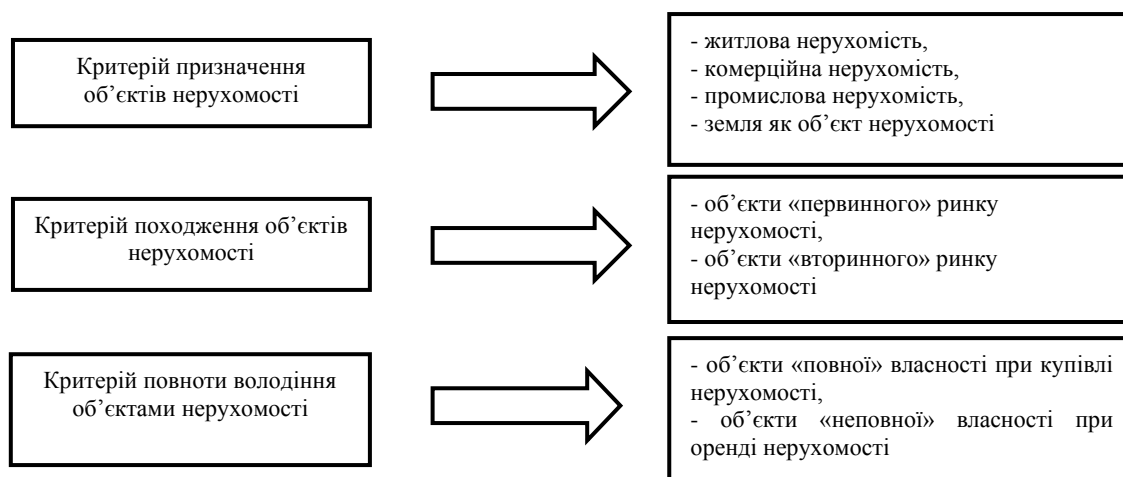 Критерій призначення
об’єктів нерухомості
- житлова нерухомість,
- комерційна нерухомість,
- промислова нерухомість,
- земля як об’єкт нерухомості
Критерій походження об’єктів
нерухомості
- об’єкти «первинного» ринку
нерухомості,
- об’єкти «вторинного» ринку
нерухомості
Критерій повноти володіння
об’єктами нерухомості
- об’єкти «повної» власності при купівлі
нерухомості,
- об’єкти «неповної» власності при
оренді нерухомості